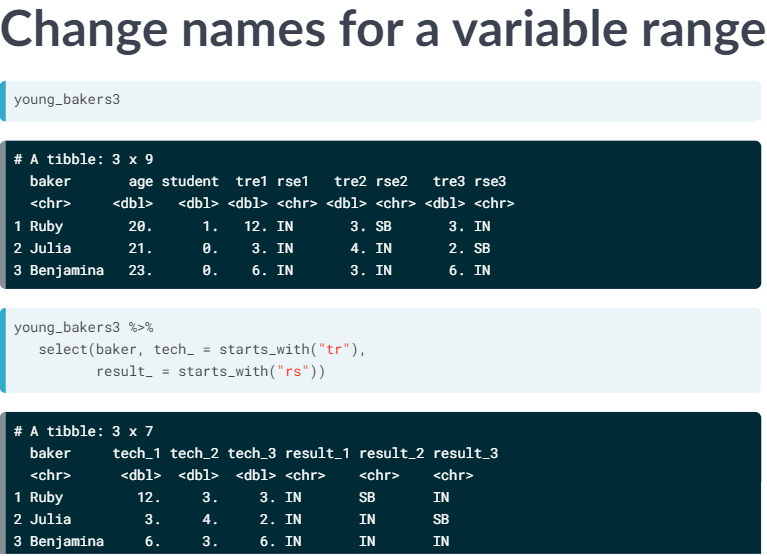 Change names for a variable range
young_bakers3
# A tibble: 3 x 9
  baker       age student  tre1 rse1   tre2 rse2   tre3 rse3
  <chr>     <dbl>   <dbl> <dbl> <chr> <dbl> <chr> <dbl> <chr>
1 Ruby        20.      1.   12. IN       3. SB       3. IN
2 Julia       21.      0.    3. IN       4. IN       2. SB
3 Benjamina   23.      0.    6. IN       3. IN       6. IN
young_bakers3 %>%
   select(baker, tech_ = starts_with("tr"),
          result_ = starts_with("rs"))
# A tibble: 3 x 7
  baker     tech_1 tech_2 tech_3 result_1 result_2 result_3
  <chr>      <dbl>  <dbl>  <dbl> <chr>    <chr>    <chr>
1 Ruby         12.     3.     3. IN       SB       IN
2 Julia         3.     4.     2. IN       IN       SB
3 Benjamina     6.     3.     6. IN       IN       IN